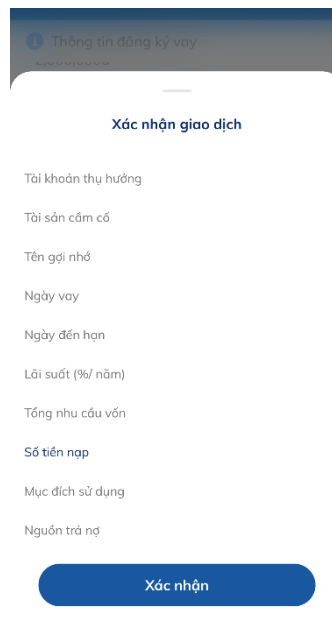 Thông tin đăng ký vay
Xác nhận giao dịch
Tài khoản thụ hưởng
Tài sản cầm cố
Tên gợi nhớ
Ngày vay
Ngày đến hạn
Lãi suất (%/ năm)
Tổng nhu cầu vốn
Số tiền nạp
Mục đích sử dụng
Nguồn trả nợ
Xác nhận